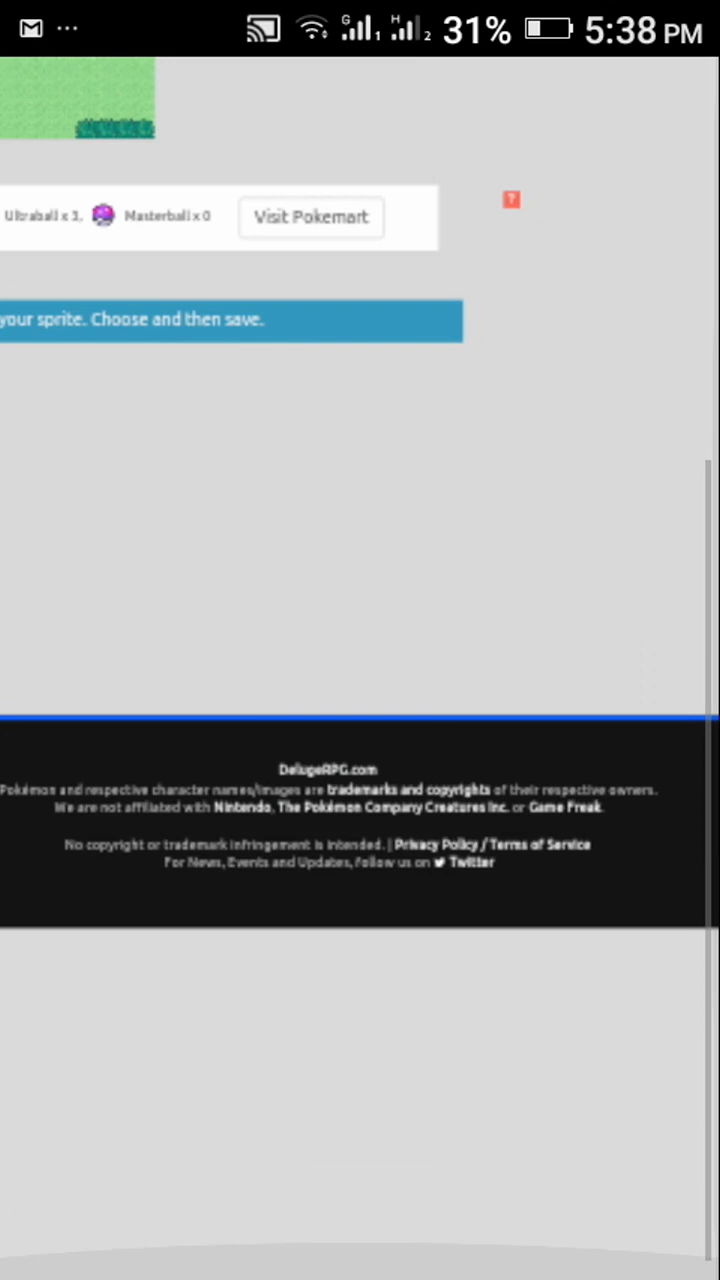 G 1 H 2 31% 5:38 PM
Ultraball x 3, Masterball x 0 Visit Pokemart
?
your sprite. Choose and then save.
DelugeRPG.com
Pokémon and respective character names/images are trademarks and copyrights of their respective owners.
We are not affiliated with Nintendo, The Pokémon Company Creatures Inc. or Game Freak.
No copyright or trademark infringement is intended. | Privacy Policy / Terms of Service
For News, Events and Updates, follow us on Twitter